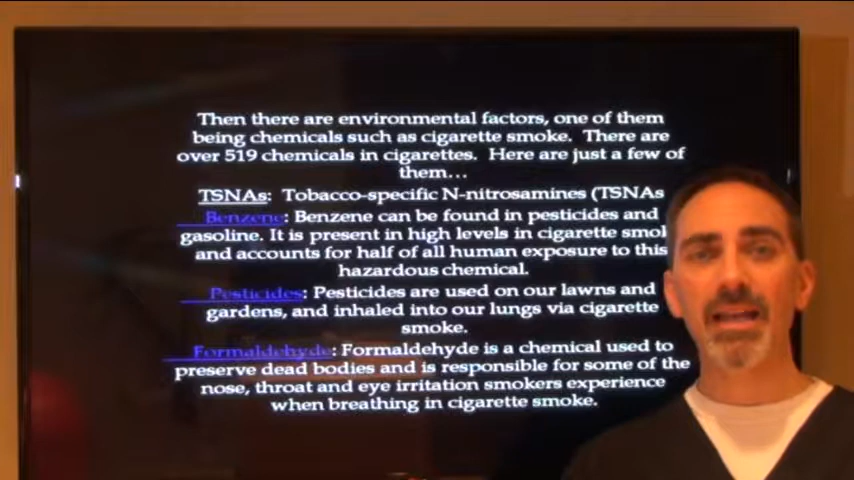 Then there are environmental factors, one of them
being chemicals such as cigarette smoke. There are
over 519 chemicals in cigarettes. Here are just a few of
them...
TSNAs: Tobacco-specific N-nitrosamines (TSNAs
Benzene: Benzene can be found in pesticides and
gasoline. It is present in high levels in cigarette smok
and accounts for half of all human exposure to this
hazardous chemical.
Pesticides: Pesticides are used on our lawns and
gardens, and inhaled into our lungs via cigarette
smoke.
Formaldehyde: Formaldehyde is a chemical used to
preserve dead bodies and is responsible for some of the
nose, throat and eye irritation smokers experience
when breathing in cigarette smoke.